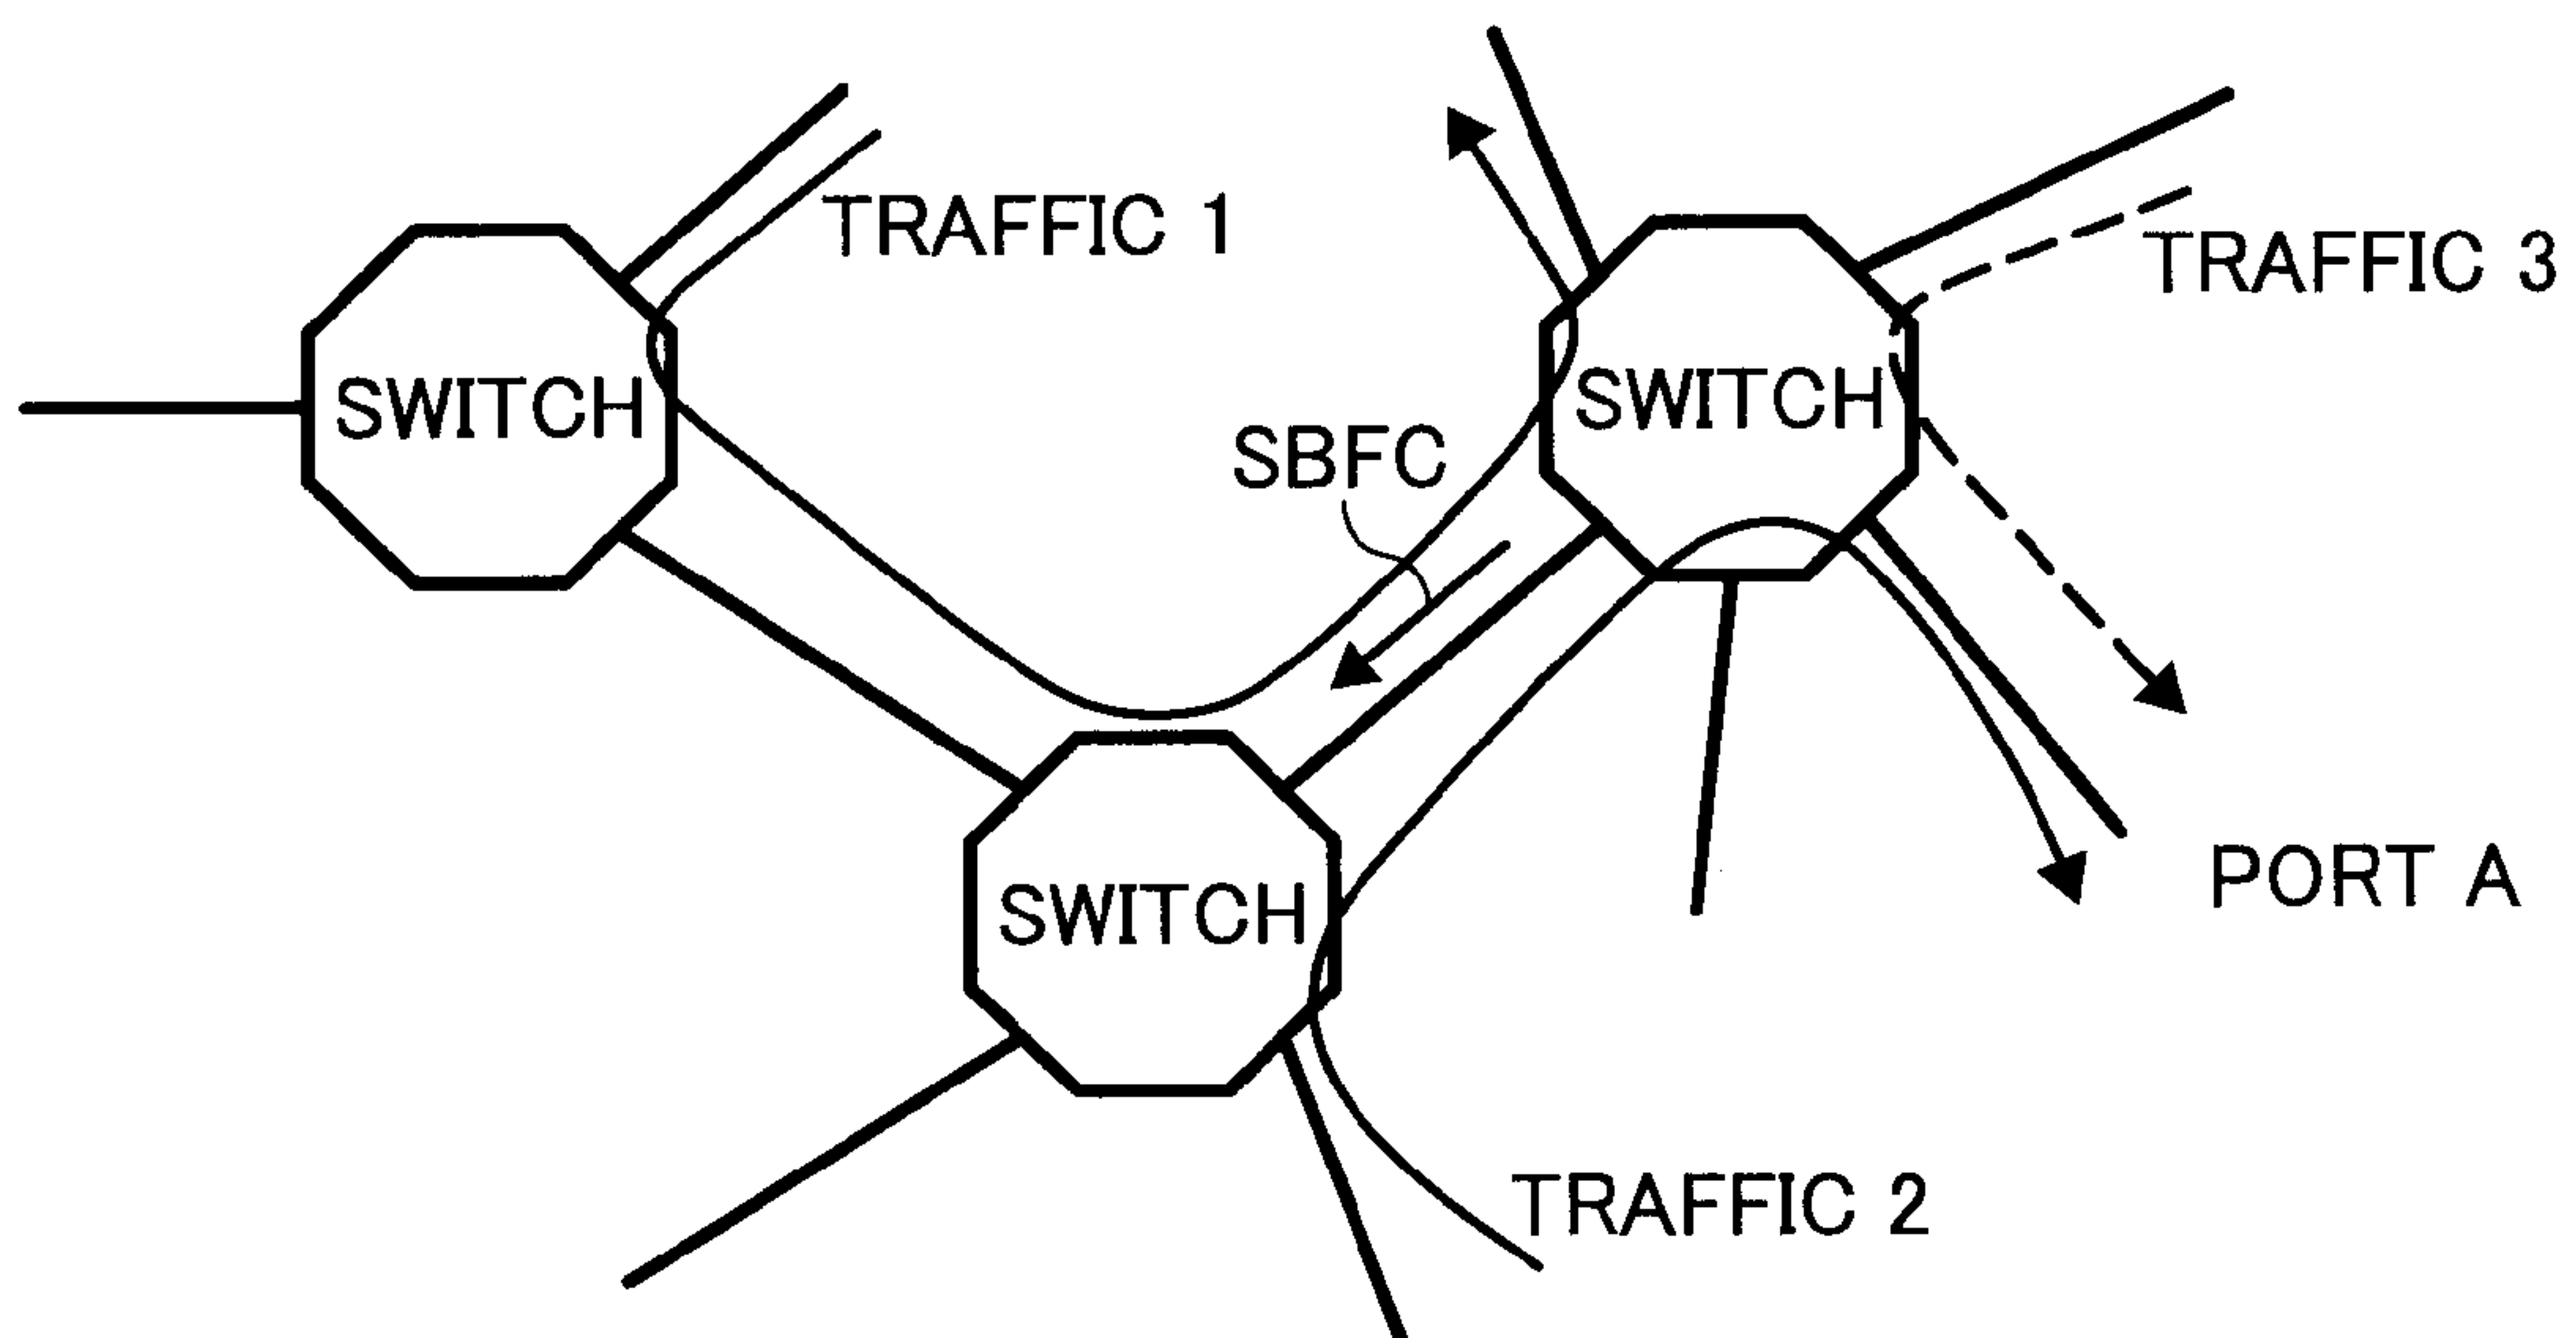 TRAFFIC 1
TRAFFIC 3
SWITCH
SWITCH
SBFC
PORT A
SWITCH
TRAFFIC 2